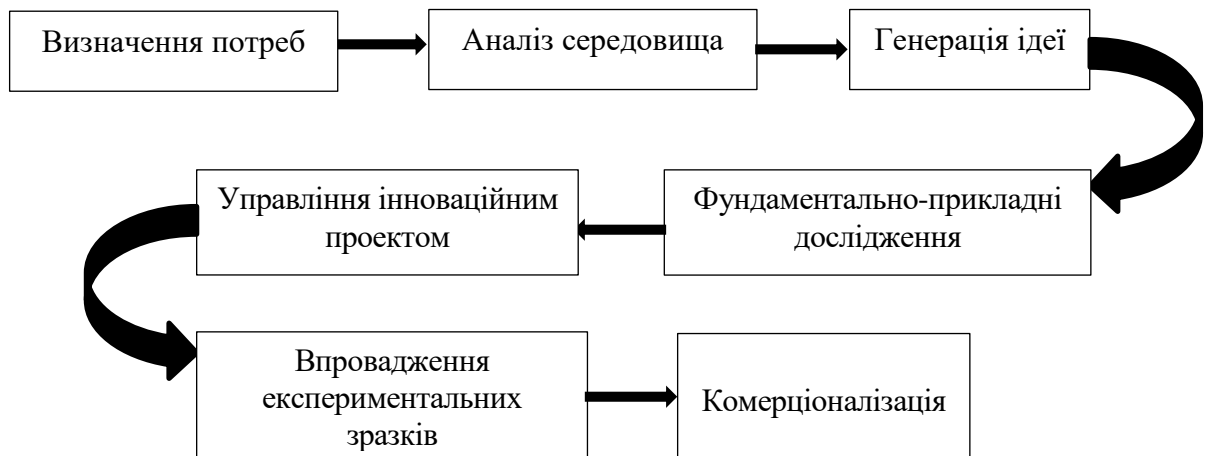 Визначення потреб
Аналіз середовища
Генерація ідеї
Фундаментально-прикладні
дослідження
Управління інноваційним
проектом
Впровадження
експериментальних
зразків
Комерціоналізація